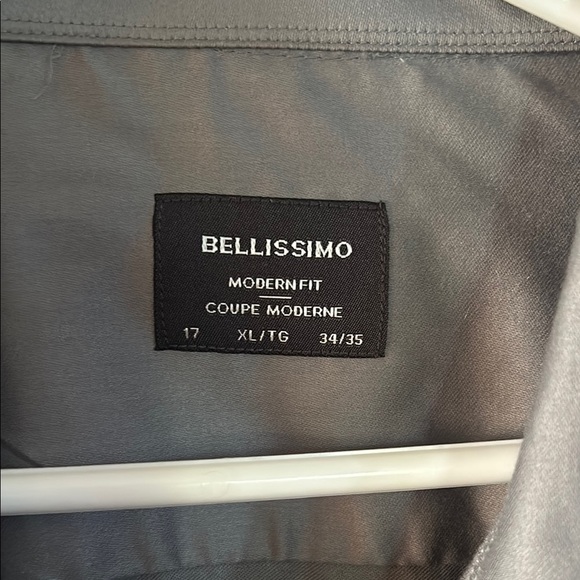 BELLISSIMO
MODERN FIT
COUPE MODERNE
17 XL/TG 34/35